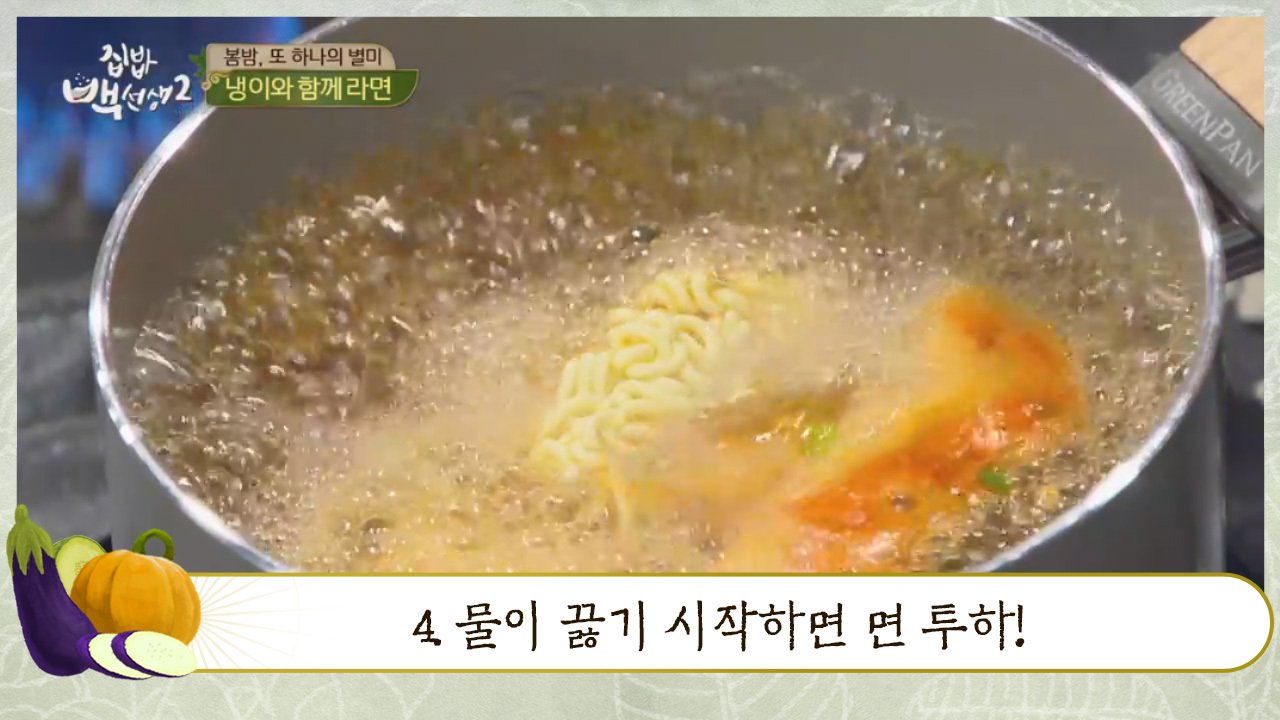 집밥
백선생2
봄밤, 또 하나의 별미
냉이와 함께 라면
GREENPAN
4. 물이 끓기 시작하면 면 투하!